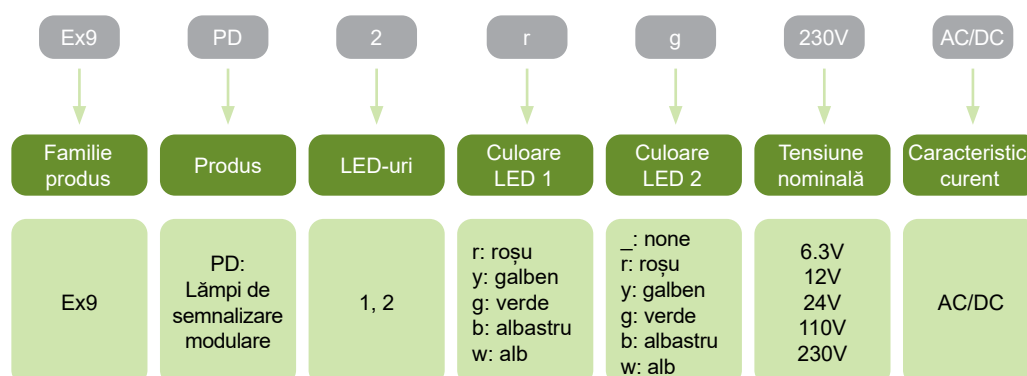 Ex9 PD 2 r g 230V AC/DC
Familie
produs
Produs
LED-uri
Culoare
LED 1
Culoare
LED 2
Tensiune
nominală
Caracteristic
curent
Ex9
PD:
Lămpi de
semnalizare
modulare
1, 2
r: roșu
y: galben
g: verde
b: albastru
w: alb
_: none
r: roșu
y: galben
g: verde
b: albastru
w: alb
6.3V
12V
24V
110V
230V
AC/DC